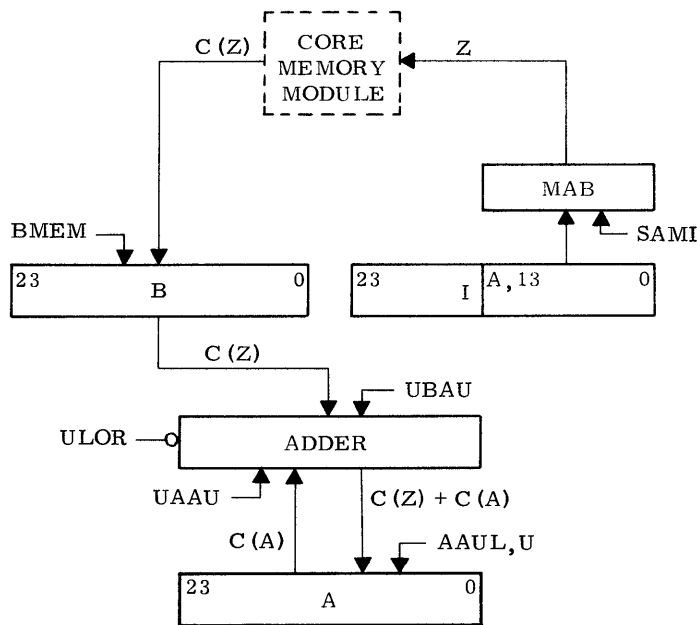 C(Z)
CORE
MEMORY
MODULE
Z
MAB
BMEM
SAMI
23 B 0
23 I A,13 0
C(Z)
UBAU
ULOR
ADDER
UAAU
C(Z) + C(A)
C(A)
AAUL,U
23 A 0